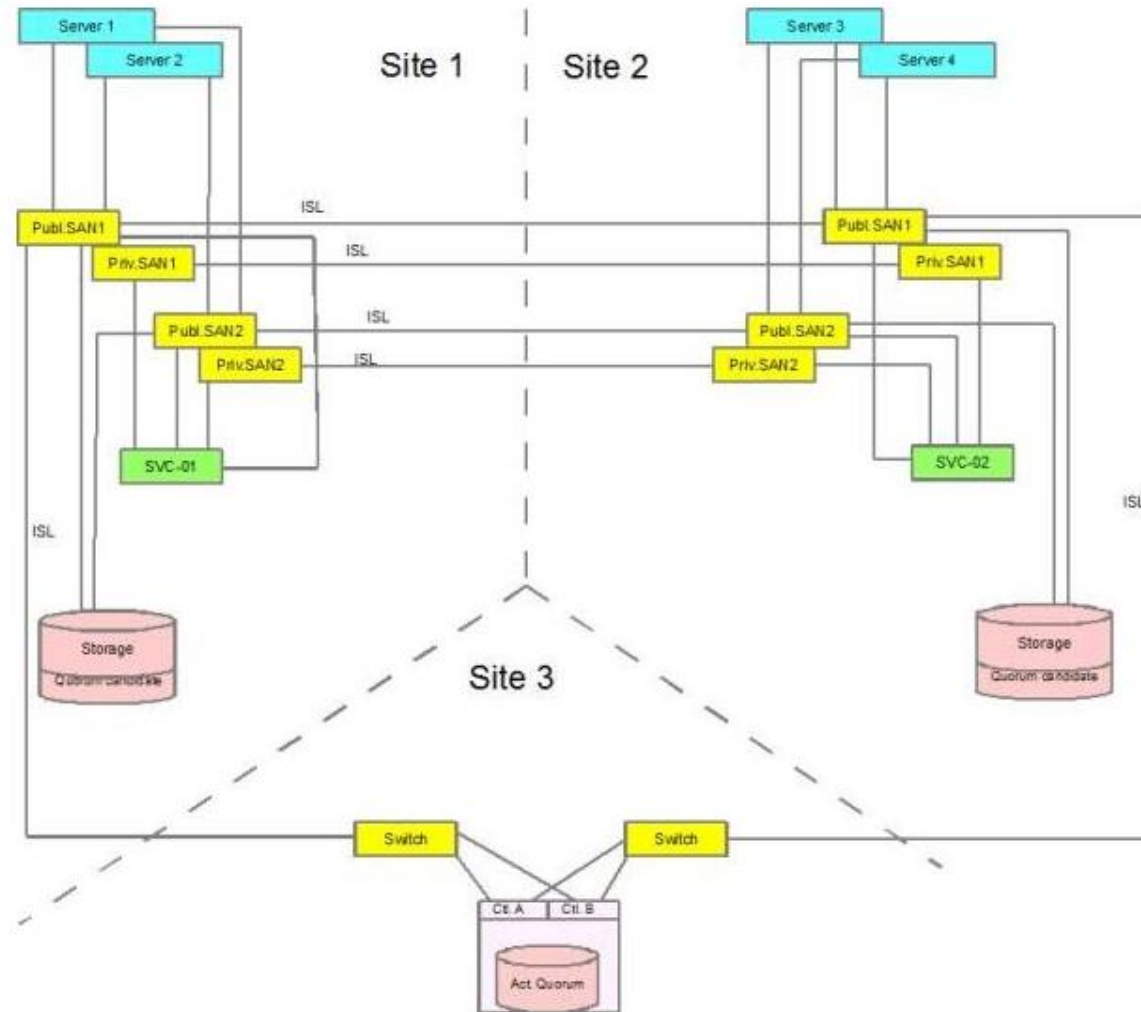 Server 1
Server 2
Site 1
Site 2
Server 3
Server 4
ISL
Publ.SAN1
Priv.SAN1
ISL
Publ.SAN1
Priv.SAN1
ISL
Publ.SAN2
Priv.SAN2
ISL
Publ.SAN2
Priv.SAN2
SVC-01
SVC-02
ISL
ISL
Storage
Quorum candidate
Storage
Quorum candidate
Site 3
Switch
Switch
Ctl. A
Ctl. B
Act. Quorum